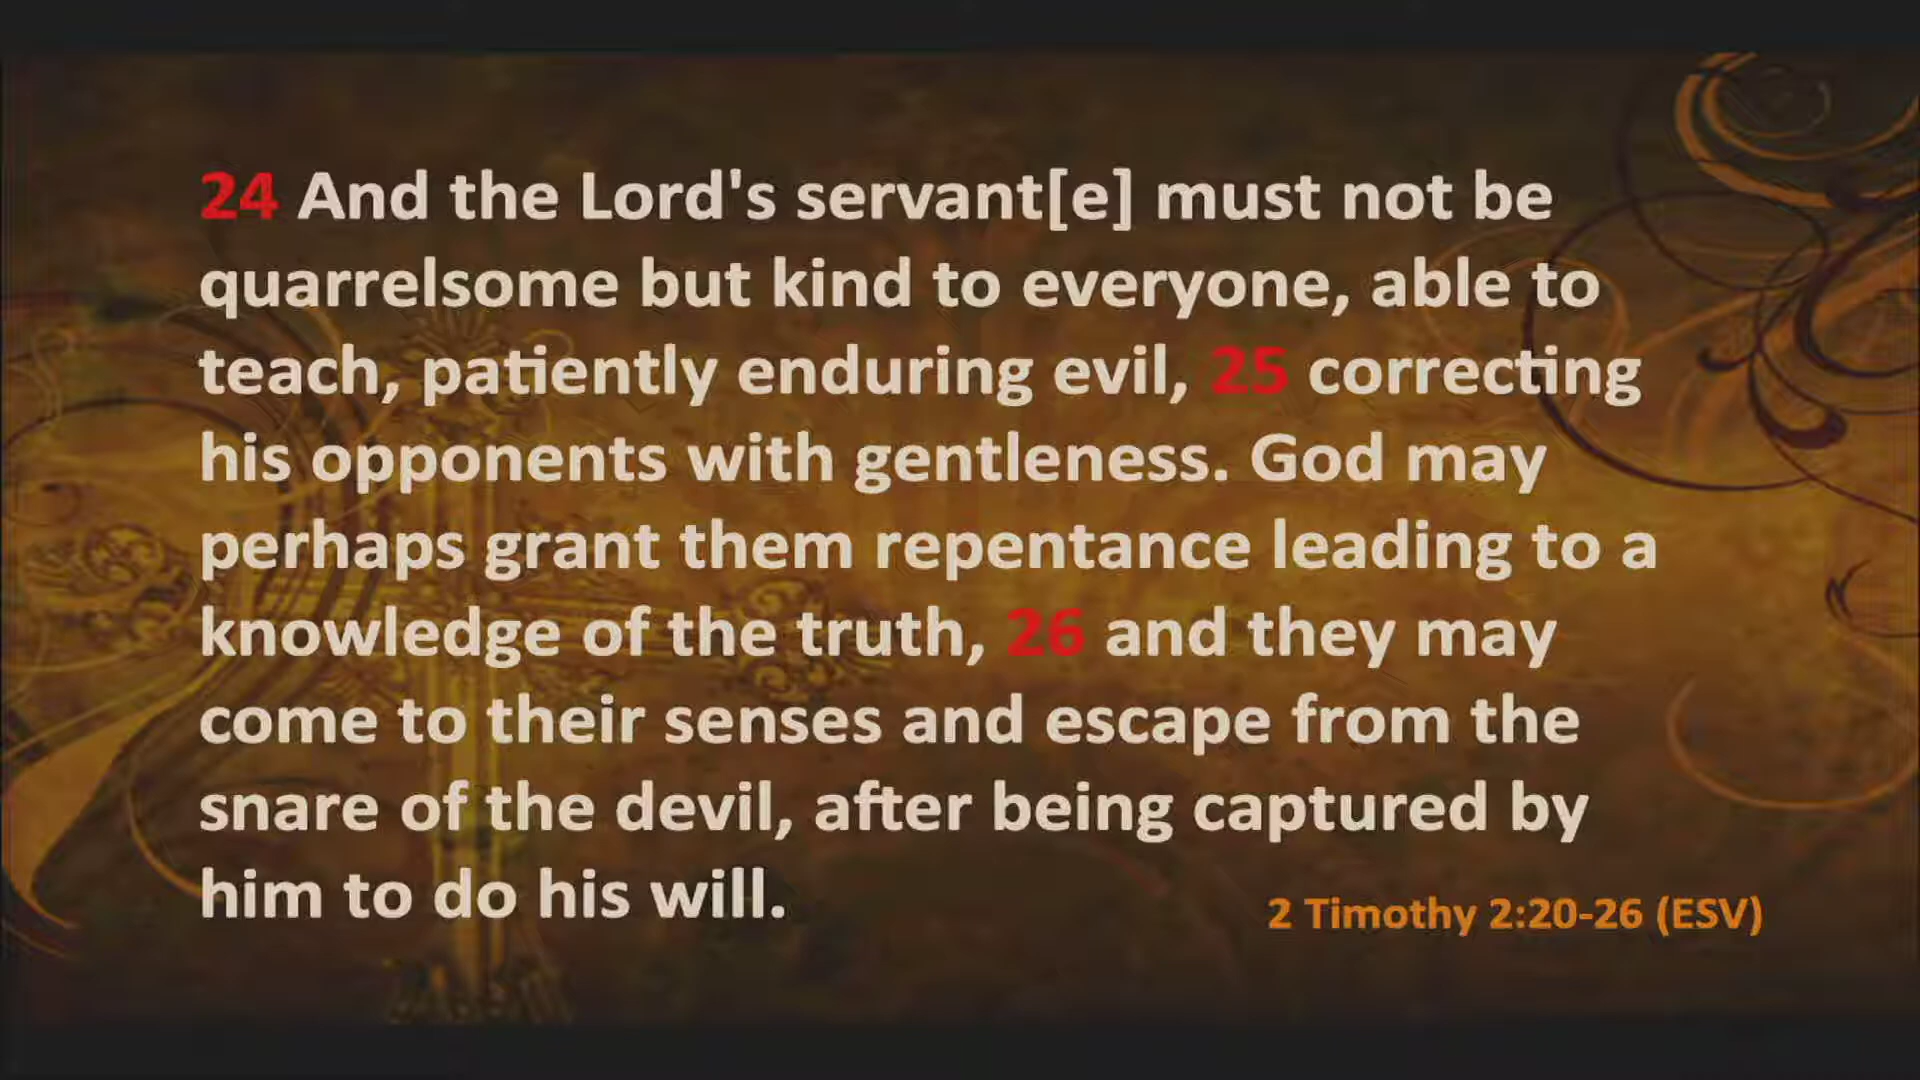 24 And the Lord's servant[e] must not be
quarrelsome but kind to everyone, able to
teach, patiently enduring evil, 25 correcting
his opponents with gentleness. God may
perhaps grant them repentance leading to a
knowledge of the truth, 26 and they may
come to their senses and escape from the
snare of the devil, after being captured by
him to do his will.
2 Timothy 2:20-26 (ESV)